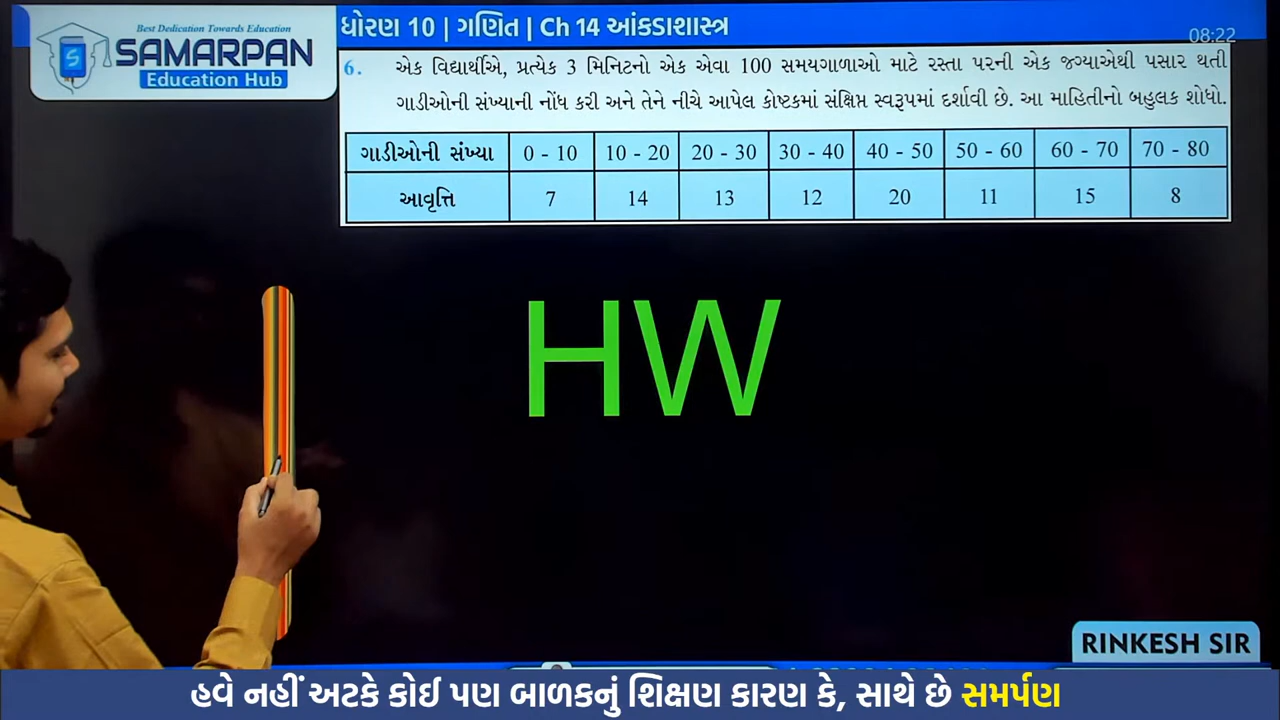 Best Dedication Towards Education
SAMARPAN
Education Hub
ધોરણ 10 | ગણિત | Ch 14 આંકડાશાસ્ત્ર
08:22
6. એક વિદ્યાર્થીએ, પ્રત્યેક 3 મિનિટનો એક એવા 100 સમયગાળાઓ માટે રસ્તા પરની એક જગ્યાએથી પસાર થતી
ગાડીઓની સંખ્યાની નોંધ કરી અને તેને નીચે આપેલ કોષ્ટકમાં સંક્ષિપ્ત સ્વરૂપમાં દર્શાવી છે. આ માહિતીનો બહુલક શોધો.
ગાડીઓની સંખ્યા 0 - 10 10 - 20 20 - 30 30 - 40 40 - 50 50 - 60 60 - 70 70 - 80
આવૃત્તિ 7 14 13 12 20 11 15 8
HW
RINKESH SIR
હવે નહીં અટકે કોઈ પણ બાળકનું શિક્ષણ કારણ કે, સાથે છે સમર્પણ